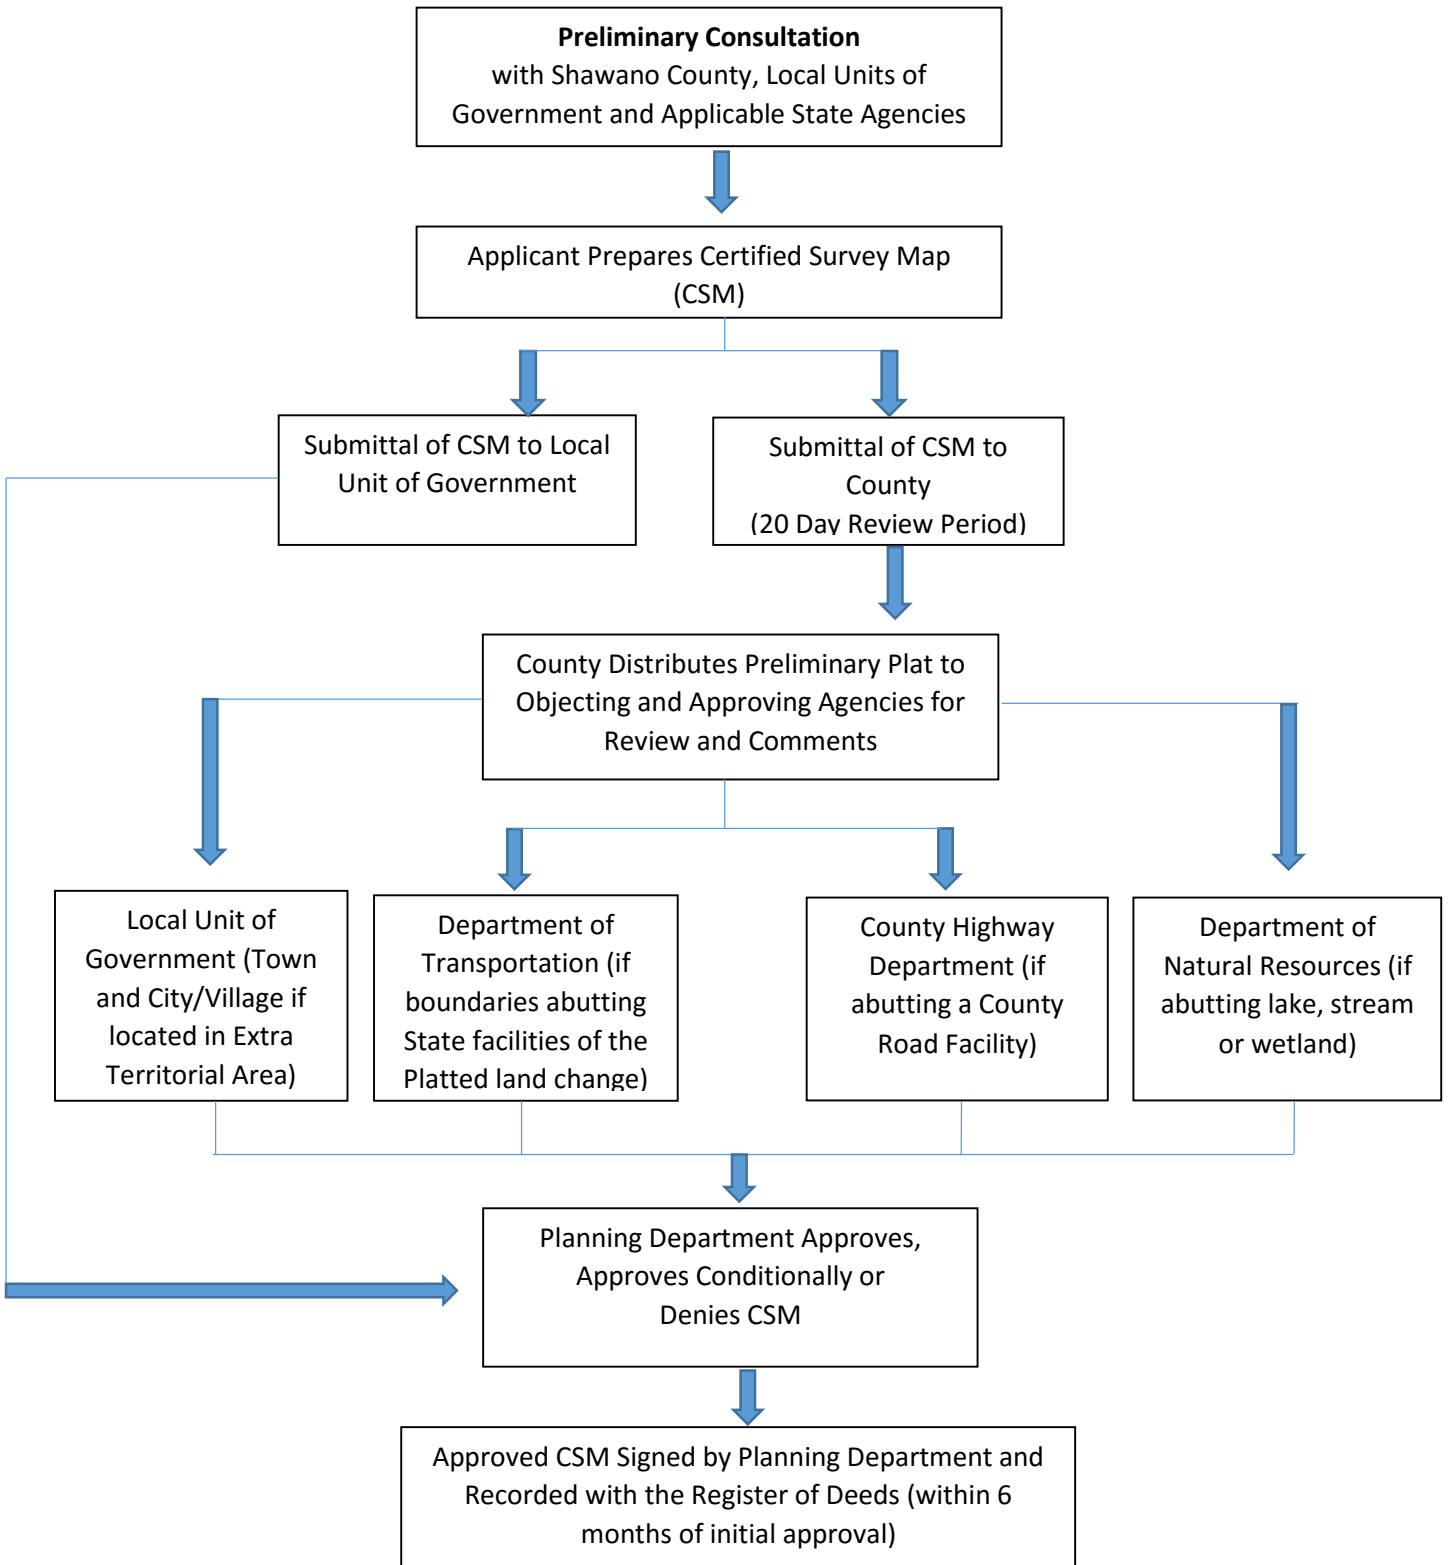 Preliminary Consultation
with Shawano County, Local Units of
Government and Applicable State Agencies
Applicant Prepares Certified Survey Map
(CSM)
Submittal of CSM to Local
Unit of Government
Submittal of CSM to
County
(20 Day Review Period)
County Distributes Preliminary Plat to
Objecting and Approving Agencies for
Review and Comments
Local Unit of
Government (Town
and City/Village if
located in Extra
Territorial Area)
Department of
Transportation (if
boundaries abutting
State facilities of the
Platted land change)
County Highway
Department (if
abutting a County
Road Facility)
Department of
Natural Resources (if
abutting lake, stream
or wetland)
Planning Department Approves,
Approves Conditionally or
Denies CSM
Approved CSM Signed by Planning Department and
Recorded with the Register of Deeds (within 6
months of initial approval)